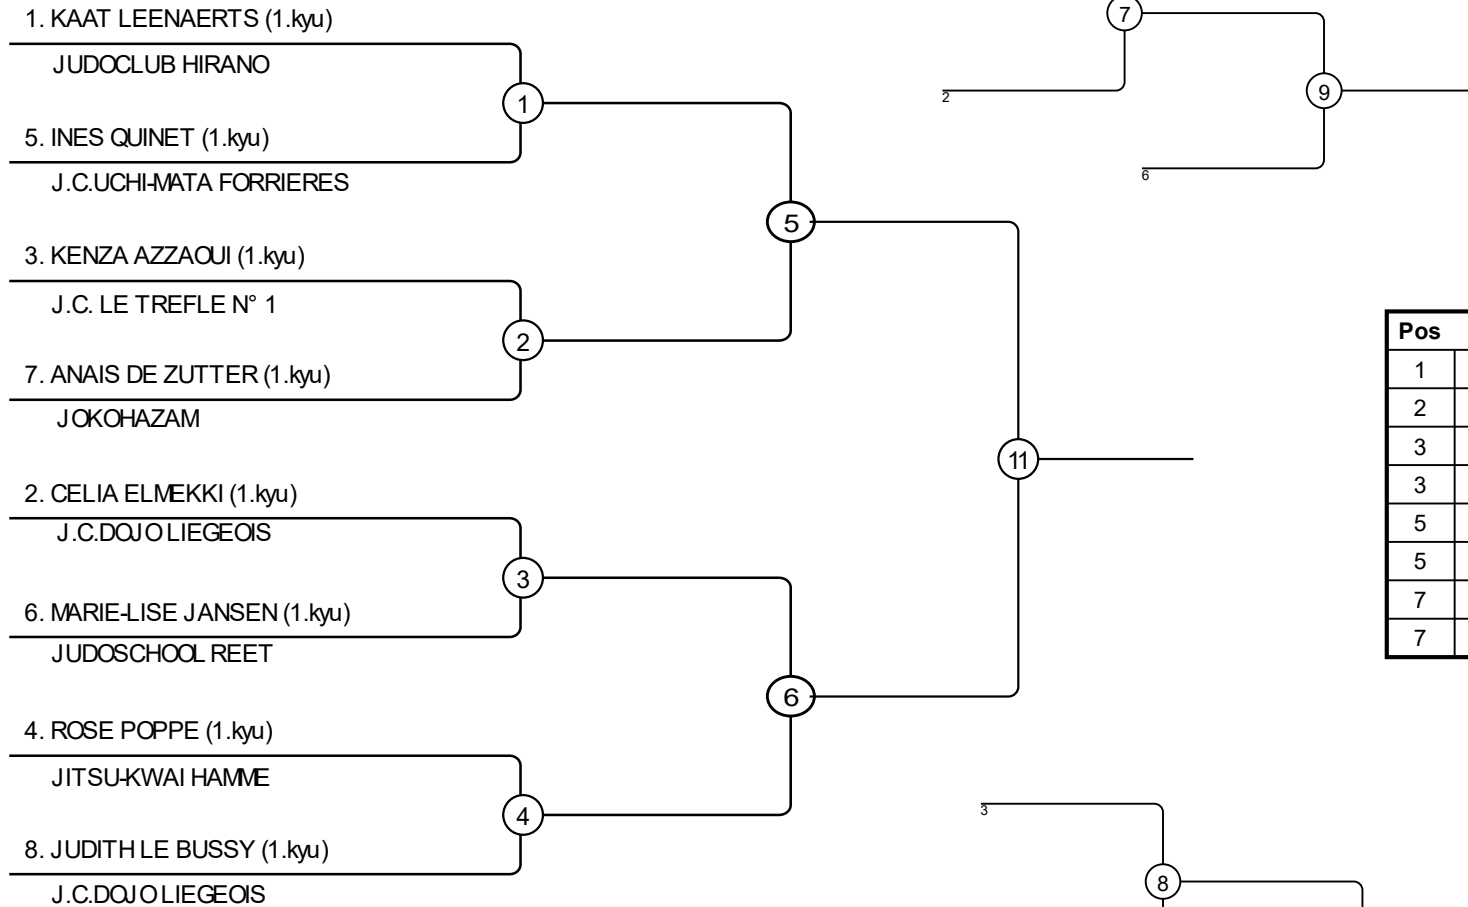 1. KAAT LEENAERTS (1.kyu)
JUDOCLUB HIRANO
1
5. INES QUINET (1.kyu)
J.C.UCHI-MATA FORRIERES
5
3. KENZA AZZAOUI (1.kyu)
J.C. LE TREFLE N° 1
2
7. ANAIS DE ZUTTER (1.kyu)
JOKOHAZAM
11
2. CELIA ELMEKKI (1.kyu)
J.C.DOJO LIEGEOIS
3
6. MARIE-LISE JANSEN (1.kyu)
JUDOSCHOOL REET
6
4. ROSE POPPE (1.kyu)
JITSU-KWAI HAMME
4
8. JUDITH LE BUSSY (1.kyu)
J.C.DOJO LIEGEOIS
7
2
9
6
Pos
1
2
3
3
5
5
7
7
3
8